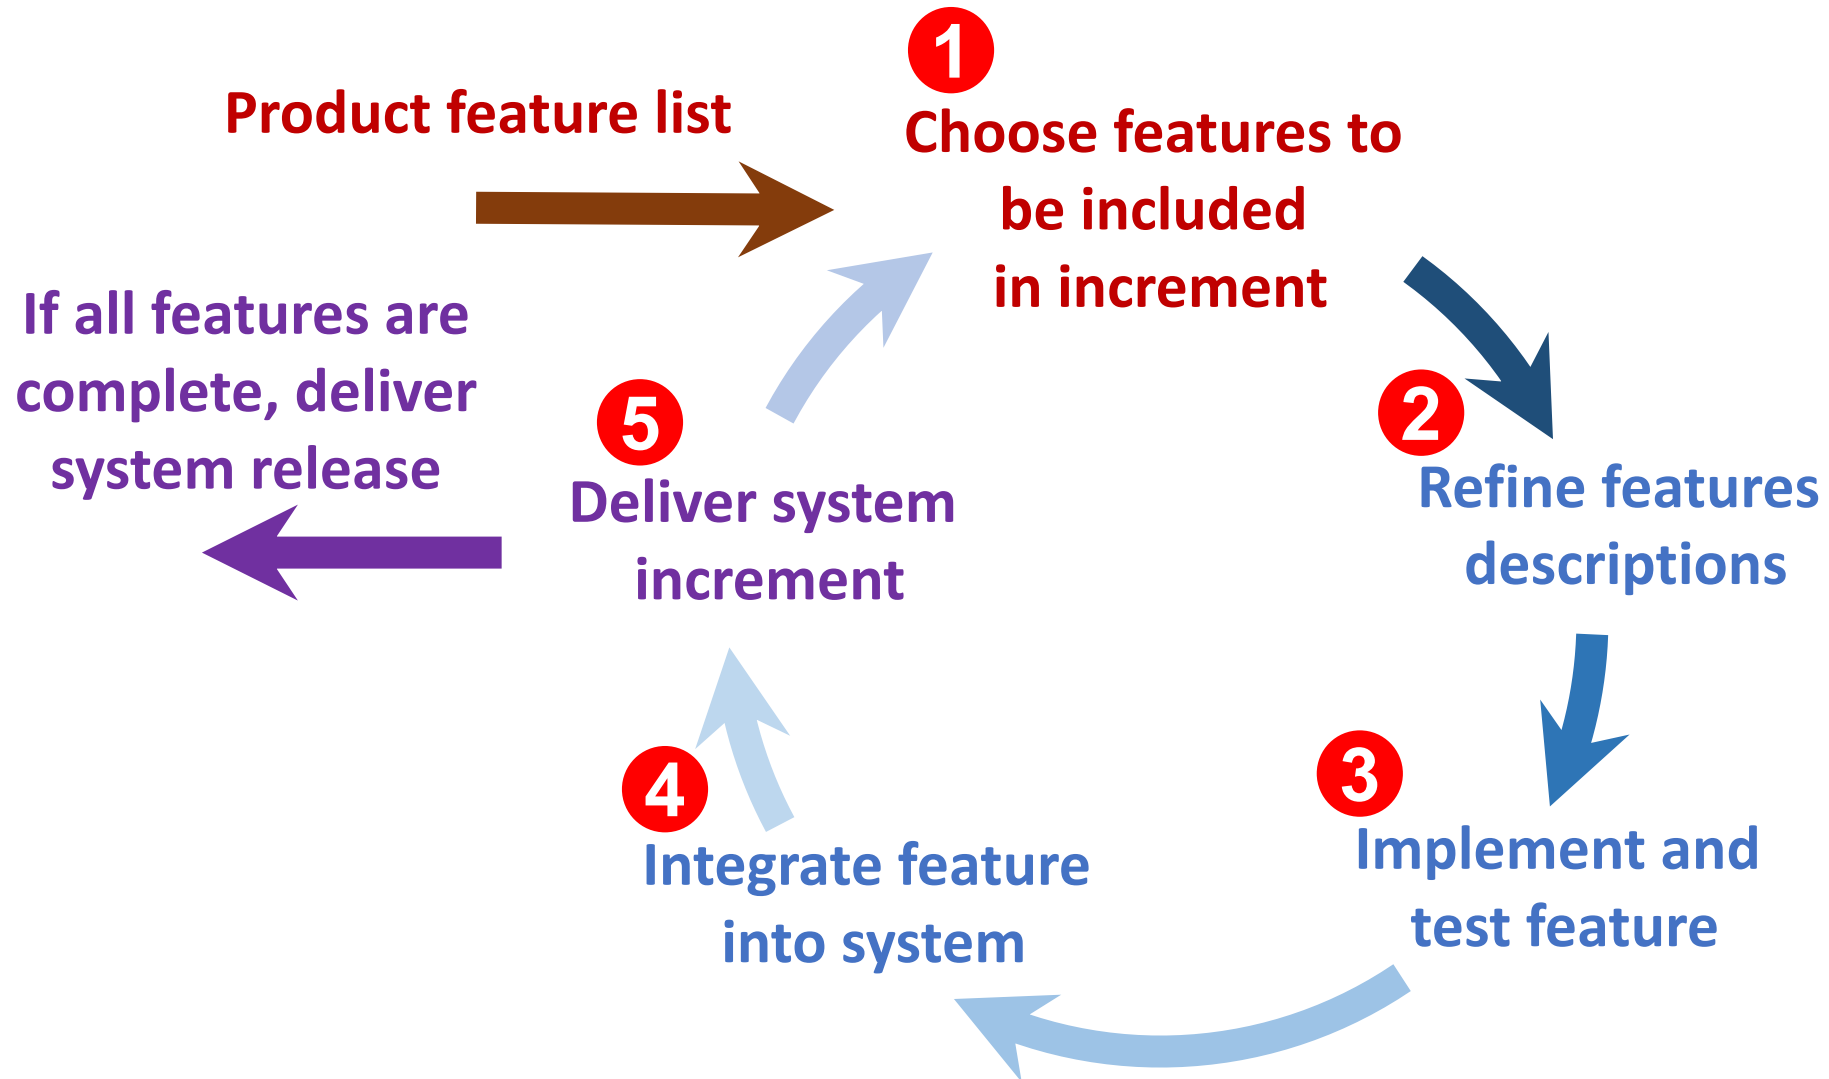 1
Product feature list
Choose features to
be included
in increment
2
Refine features
descriptions
3
Implement and
test feature
4
Integrate feature
into system
5
Deliver system
increment
If all features are
complete, deliver
system release